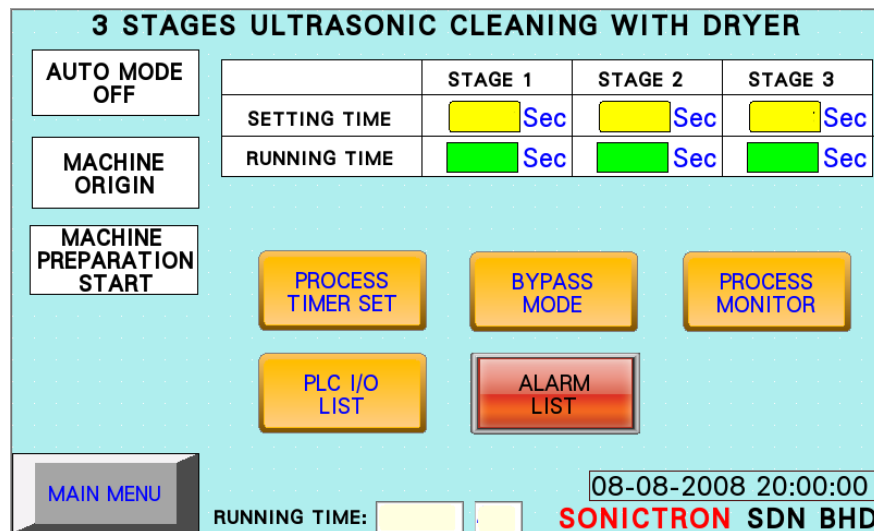 3 STAGES ULTRASONIC CLEANING WITH DRYER
AUTO MODE
OFF
STAGE 1 STAGE 2 STAGE 3
SETTING TIME Sec Sec Sec
RUNNING TIME Sec Sec Sec
MACHINE
ORIGIN
MACHINE
PREPARATION
START
PROCESS
TIMER SET
BYPASS
MODE
PROCESS
MONITOR
PLC I/O
LIST
ALARM
LIST
MAIN MENU
08-08-2008 20:00:00
RUNNING TIME:
SONICTRON SDN BHD